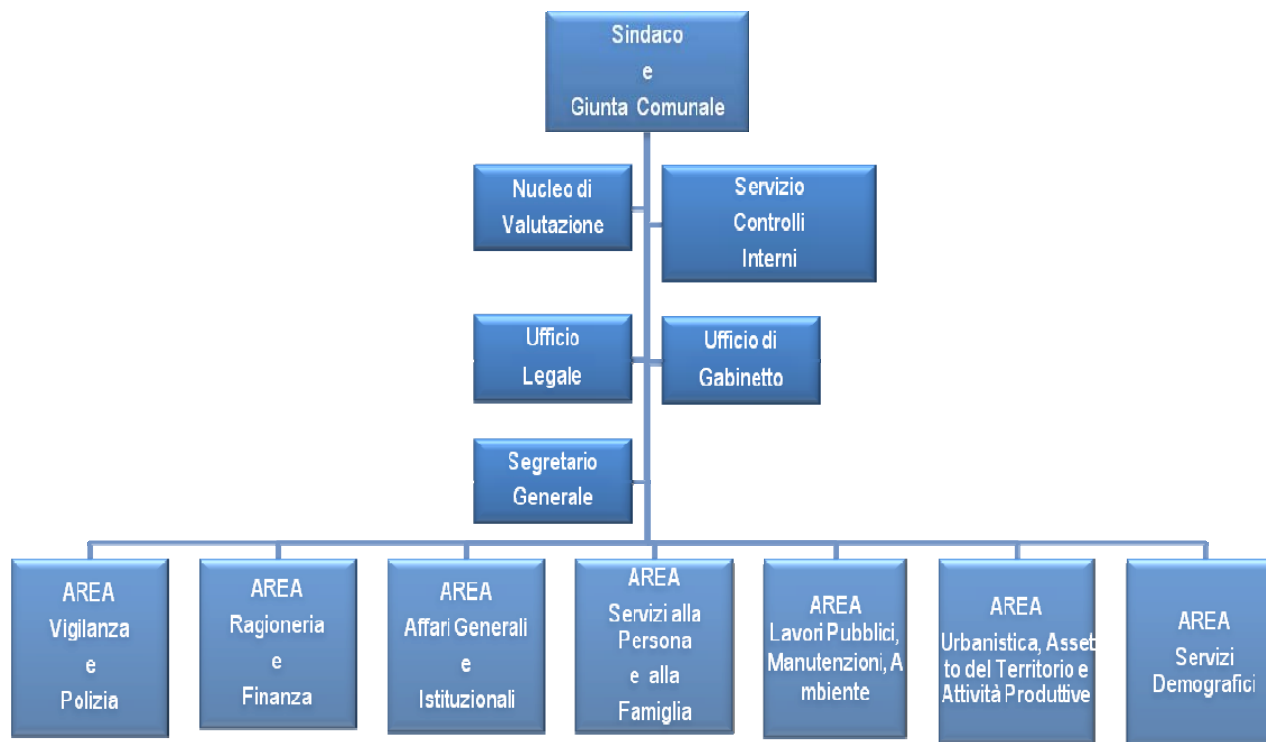 Sindaco
e
Giunta Comunale
Nucleo di
Valutazione
Servizio
Controlli
Interni
Ufficio
Legale
Ufficio di
Gabinetto
Segretario
Generale
AREA
Vigilanza
e
Polizia
AREA
Ragioneria
e
Finanza
AREA
Affari Generali
e
Istituzionali
AREA
Servizi alla
Persona
e alla
Famiglia
AREA
Lavori Pubblici,
Manutenzioni, A
mbiente
AREA
Urbanistica, Asset
to del Territorio e
Attività Produttive
AREA
Servizi
Demografici